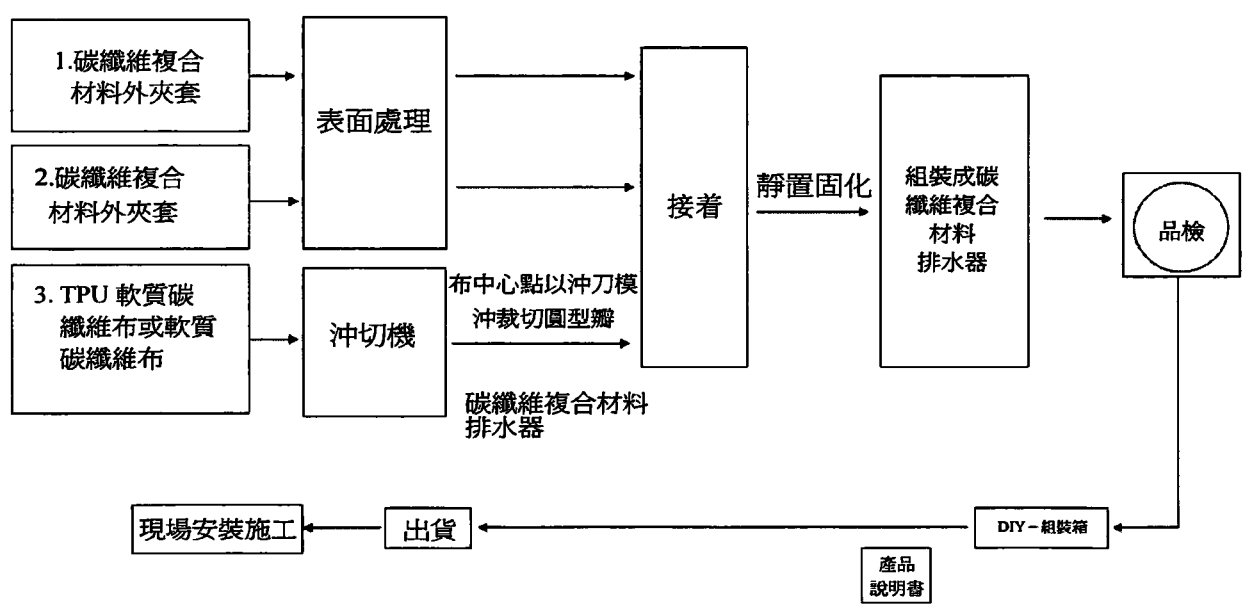 1.碳纖維複合
材料外夾套
2.碳纖維複合
材料外夾套
3. TPU 軟質碳
纖維布或軟質
碳纖維布
表面處理
沖切機
布中心點以沖刀模
沖裁切圓型瓣
碳纖維複合材料
排水器
接着
靜置固化
組裝成碳
纖維複合
材料
排水器
品檢
DIY－組裝箱
產品
說明書
出貨
現場安裝施工